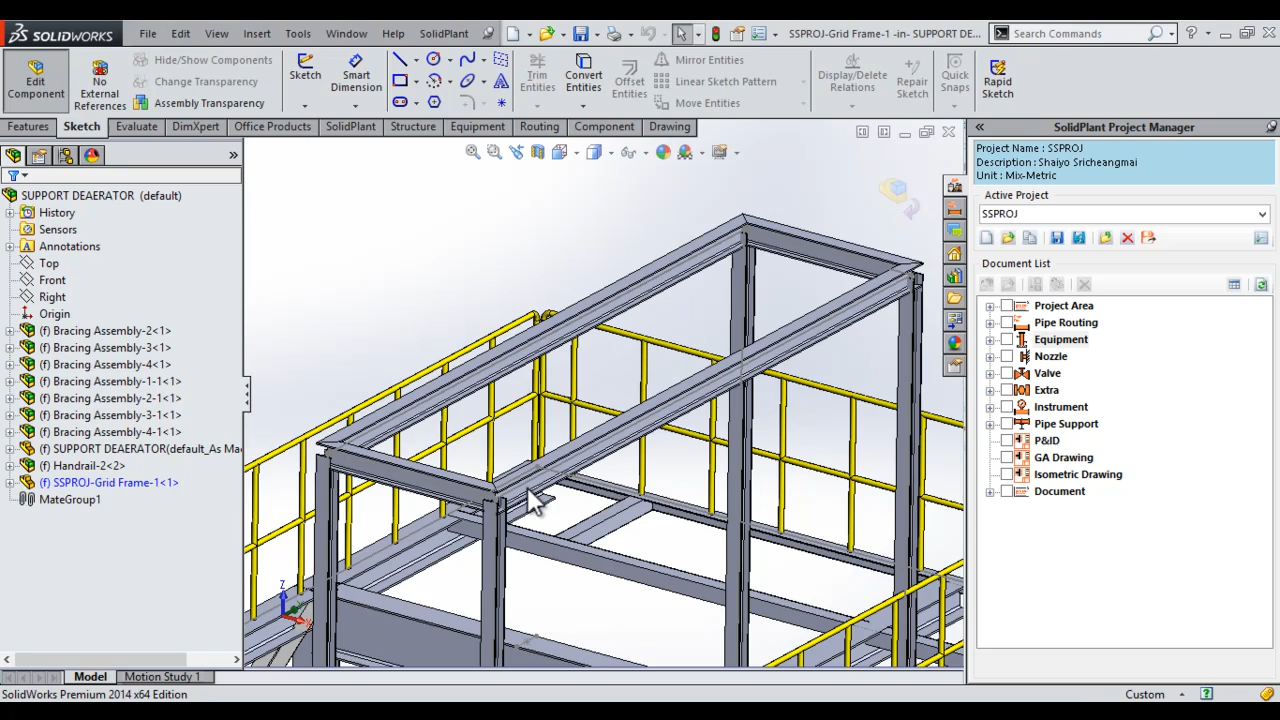 SOLIDWORKS File Edit View Insert Tools Window Help SolidPlant SSPROJ-Grid Frame-1 -in- SUPPORT DE... Search Commands
Edit Component
No External References
Hide/Show Components
Change Transparency
Assembly Transparency
Sketch
Smart Dimension
Trim Entities
Convert Entities
Offset Entities
Mirror Entities
Linear Sketch Pattern
Move Entities
Display/Delete Relations
Repair Sketch
Quick Snaps
Rapid Sketch
Features Sketch Evaluate DimXpert Office Products SolidPlant Structure Equipment Routing Component Drawing
SUPPORT DEAERATOR (default)
History
Sensors
Annotations
Top
Front
Right
Origin
(f) Bracing Assembly-2<1>
(f) Bracing Assembly-3<1>
(f) Bracing Assembly-4<1>
(f) Bracing Assembly-1-1<1>
(f) Bracing Assembly-2-1<1>
(f) Bracing Assembly-3-1<1>
(f) Bracing Assembly-4-1<1>
(f) SUPPORT DEAERATOR(default_As Ma
(f) Handrail-2<2>
(f) SSPROJ-Grid Frame-1<1>
MateGroup1
Z
SolidPlant Project Manager
Project Name : SSPROJ
Description : Shaiyo Sricheangmai
Unit : Mix-Metric
Active Project
SSPROJ
Document List
Project Area
Pipe Routing
Equipment
Nozzle
Valve
Extra
Instrument
Pipe Support
P&ID
GA Drawing
Isometric Drawing
Document
Model Motion Study 1
SolidWorks Premium 2014 x64 Edition
Custom